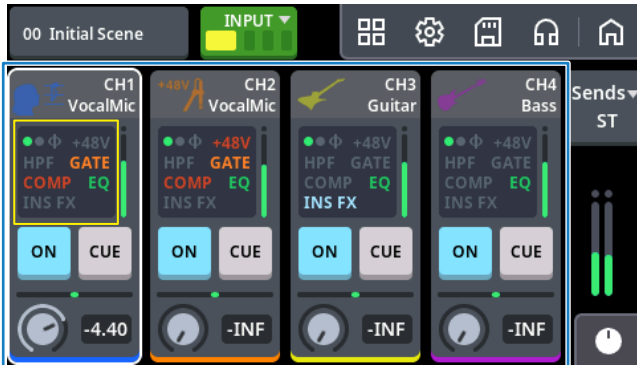 00 Initial Scene
INPUT
CH1
VocalMic
+48V
CH2
VocalMic
CH3
Guitar
CH4
Bass
Sends
ST
Φ +48V
HPF GATE
COMP EQ
INS FX
Φ +48V
HPF GATE
COMP EQ
INS FX
Φ +48V
HPF GATE
COMP EQ
INS FX
Φ +48V
HPF GATE
COMP EQ
INS FX
ON CUE
ON CUE
ON CUE
ON CUE
-4.40
-INF
-INF
-INF